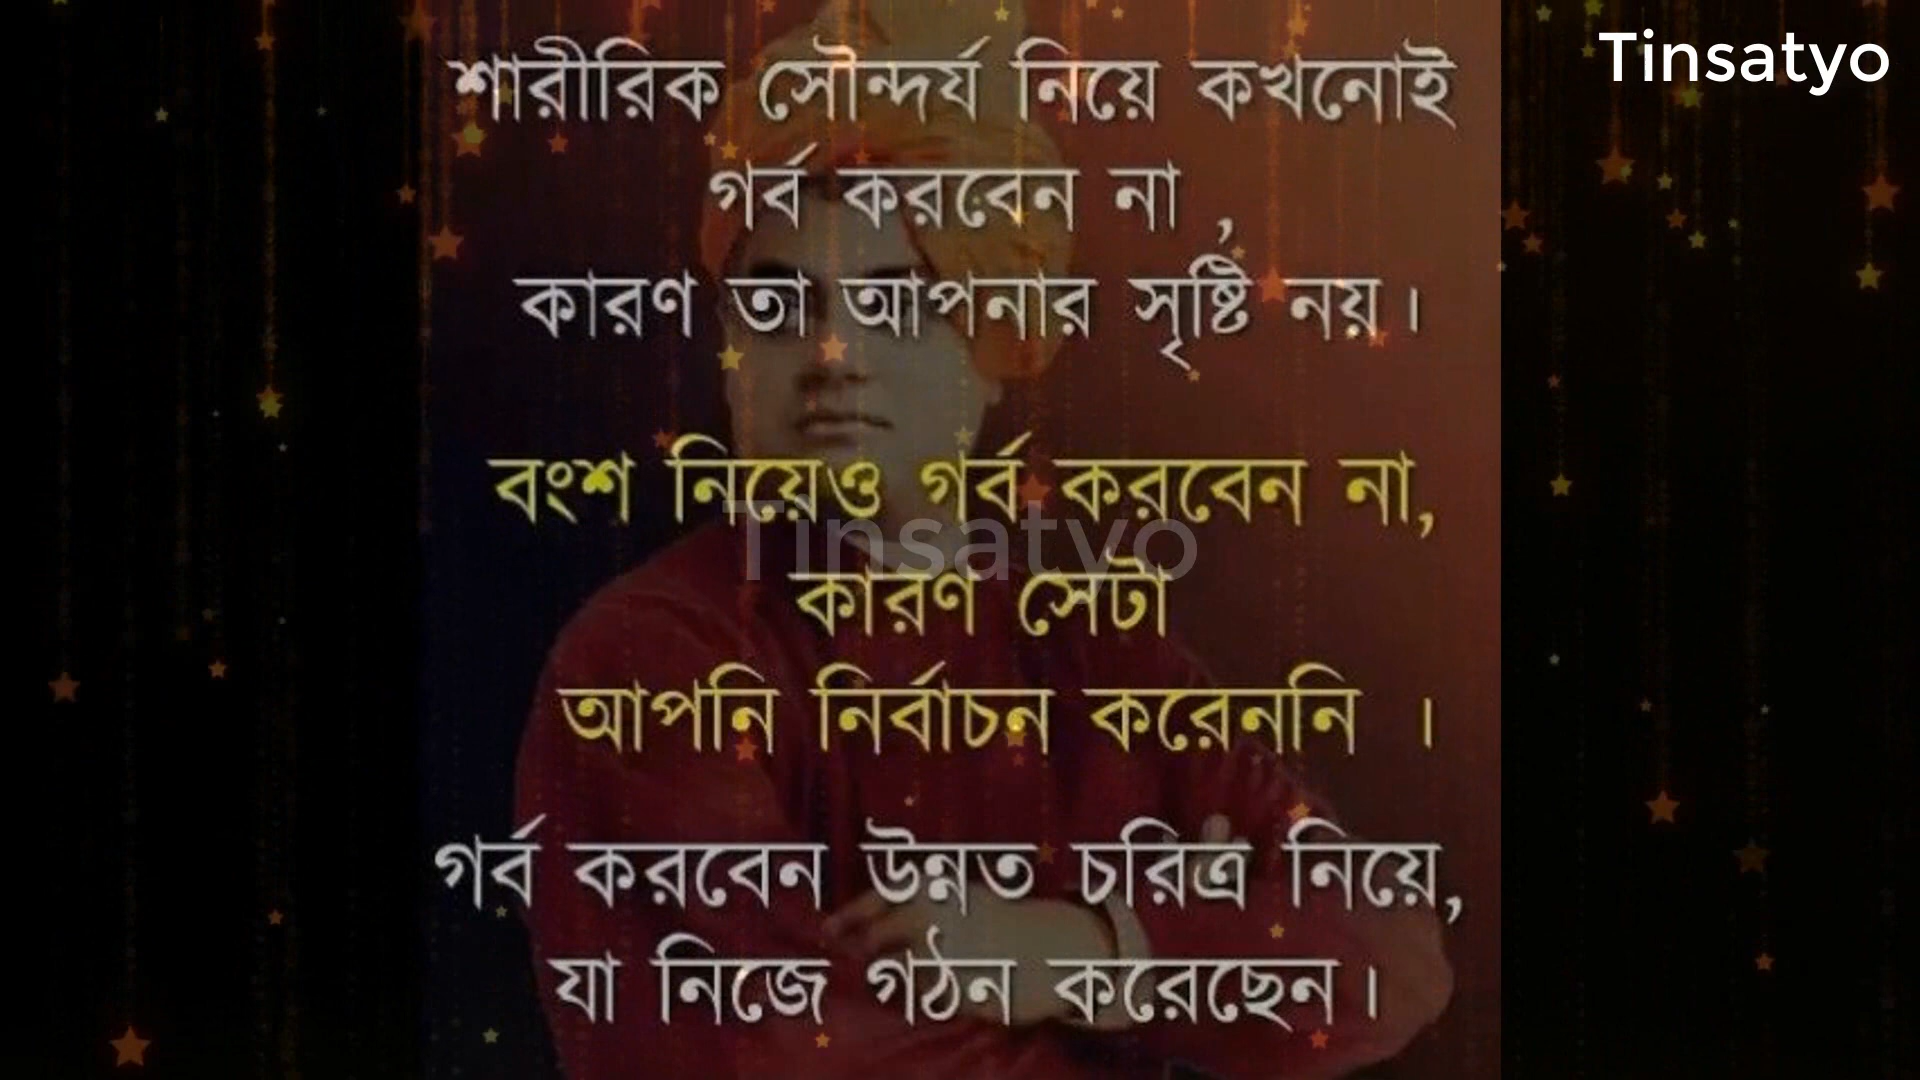 Tinsatyo
শারীরিক সৌন্দর্য নিয়ে কখনোই
গর্ব করবেন না ,
কারণ তা আপনার সৃষ্টি নয়।
বংশ নিয়েও গর্ব করবেন না,
Tinsatyo
কারণ সেটা
আপনি নির্বাচন করেননি ।
গর্ব করবেন উন্নত চরিত্র নিয়ে,
যা নিজে গঠন করেছেন।